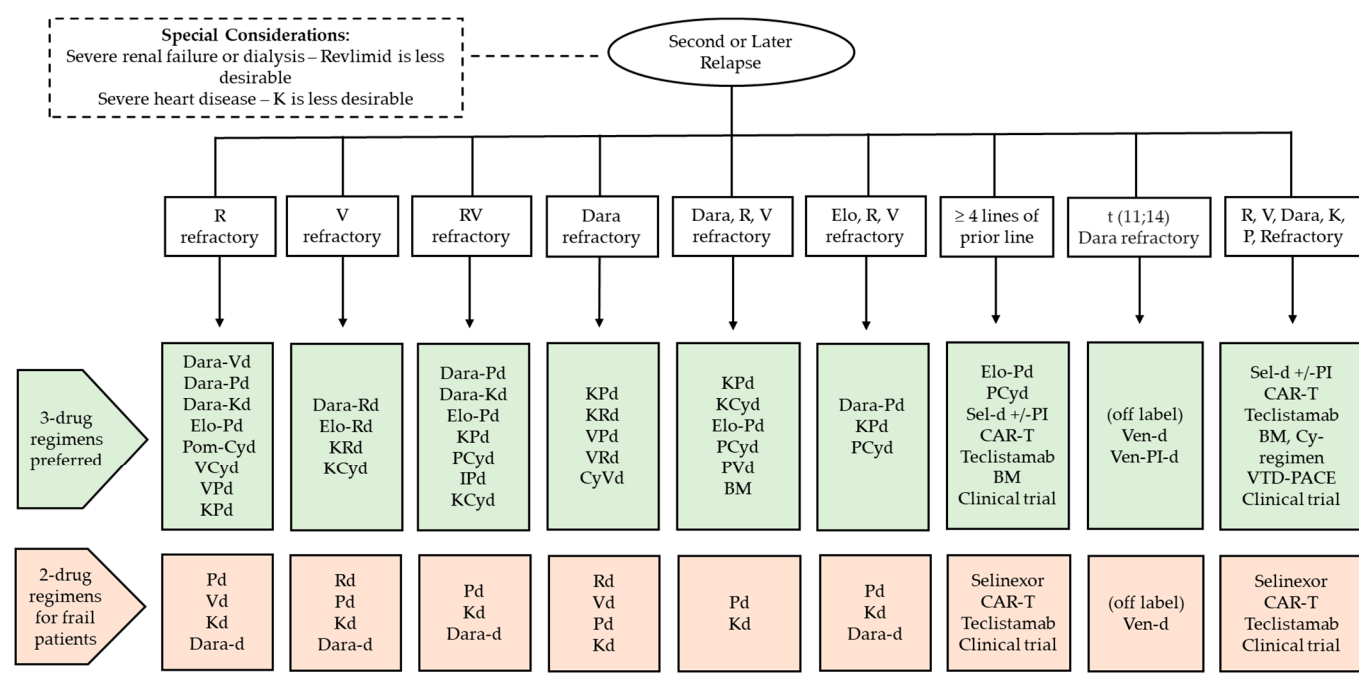 Special Considerations:
Severe renal failure or dialysis – Revlimid is less
desirable
Severe heart disease – K is less desirable
Second or Later
Relapse
R
refractory
V
refractory
RV
refractory
Dara
refractory
Dara, R, V
refractory
Elo, R, V
refractory
≥ 4 lines of
prior line
t (11;14)
Dara refractory
R, V, Dara, K,
P, Refractory
3-drug
regimens
preferred
Dara-Vd
Dara-Pd
Dara-Kd
Elo-Pd
Pom-Cyd
VCyd
VPd
KPd
Dara-Rd
Elo-Rd
KRd
KCyd
Dara-Pd
Dara-Kd
Elo-Pd
KPd
PCyd
IPd
KCyd
KPd
KRd
VPd
VRd
CyVd
KPd
KCyd
Elo-Pd
PCyd
PVd
BM
Dara-Pd
KPd
PCyd
Elo-Pd
PCyd
Sel-d +/-PI
CAR-T
Teclistamab
BM
Clinical trial
(off label)
Ven-d
Ven-PI-d
Sel-d +/-PI
CAR-T
Teclistamab
BM, Cy-
regimen
VTD-PACE
Clinical trial
2-drug
regimens
for frail
patients
Pd
Vd
Kd
Dara-d
Rd
Pd
Kd
Dara-d
Pd
Kd
Dara-d
Rd
Vd
Pd
Kd
Pd
Kd
Pd
Kd
Dara-d
Selinexor
CAR-T
Teclistamab
Clinical trial
(off label)
Ven-d
Selinexor
CAR-T
Teclistamab
Clinical trial